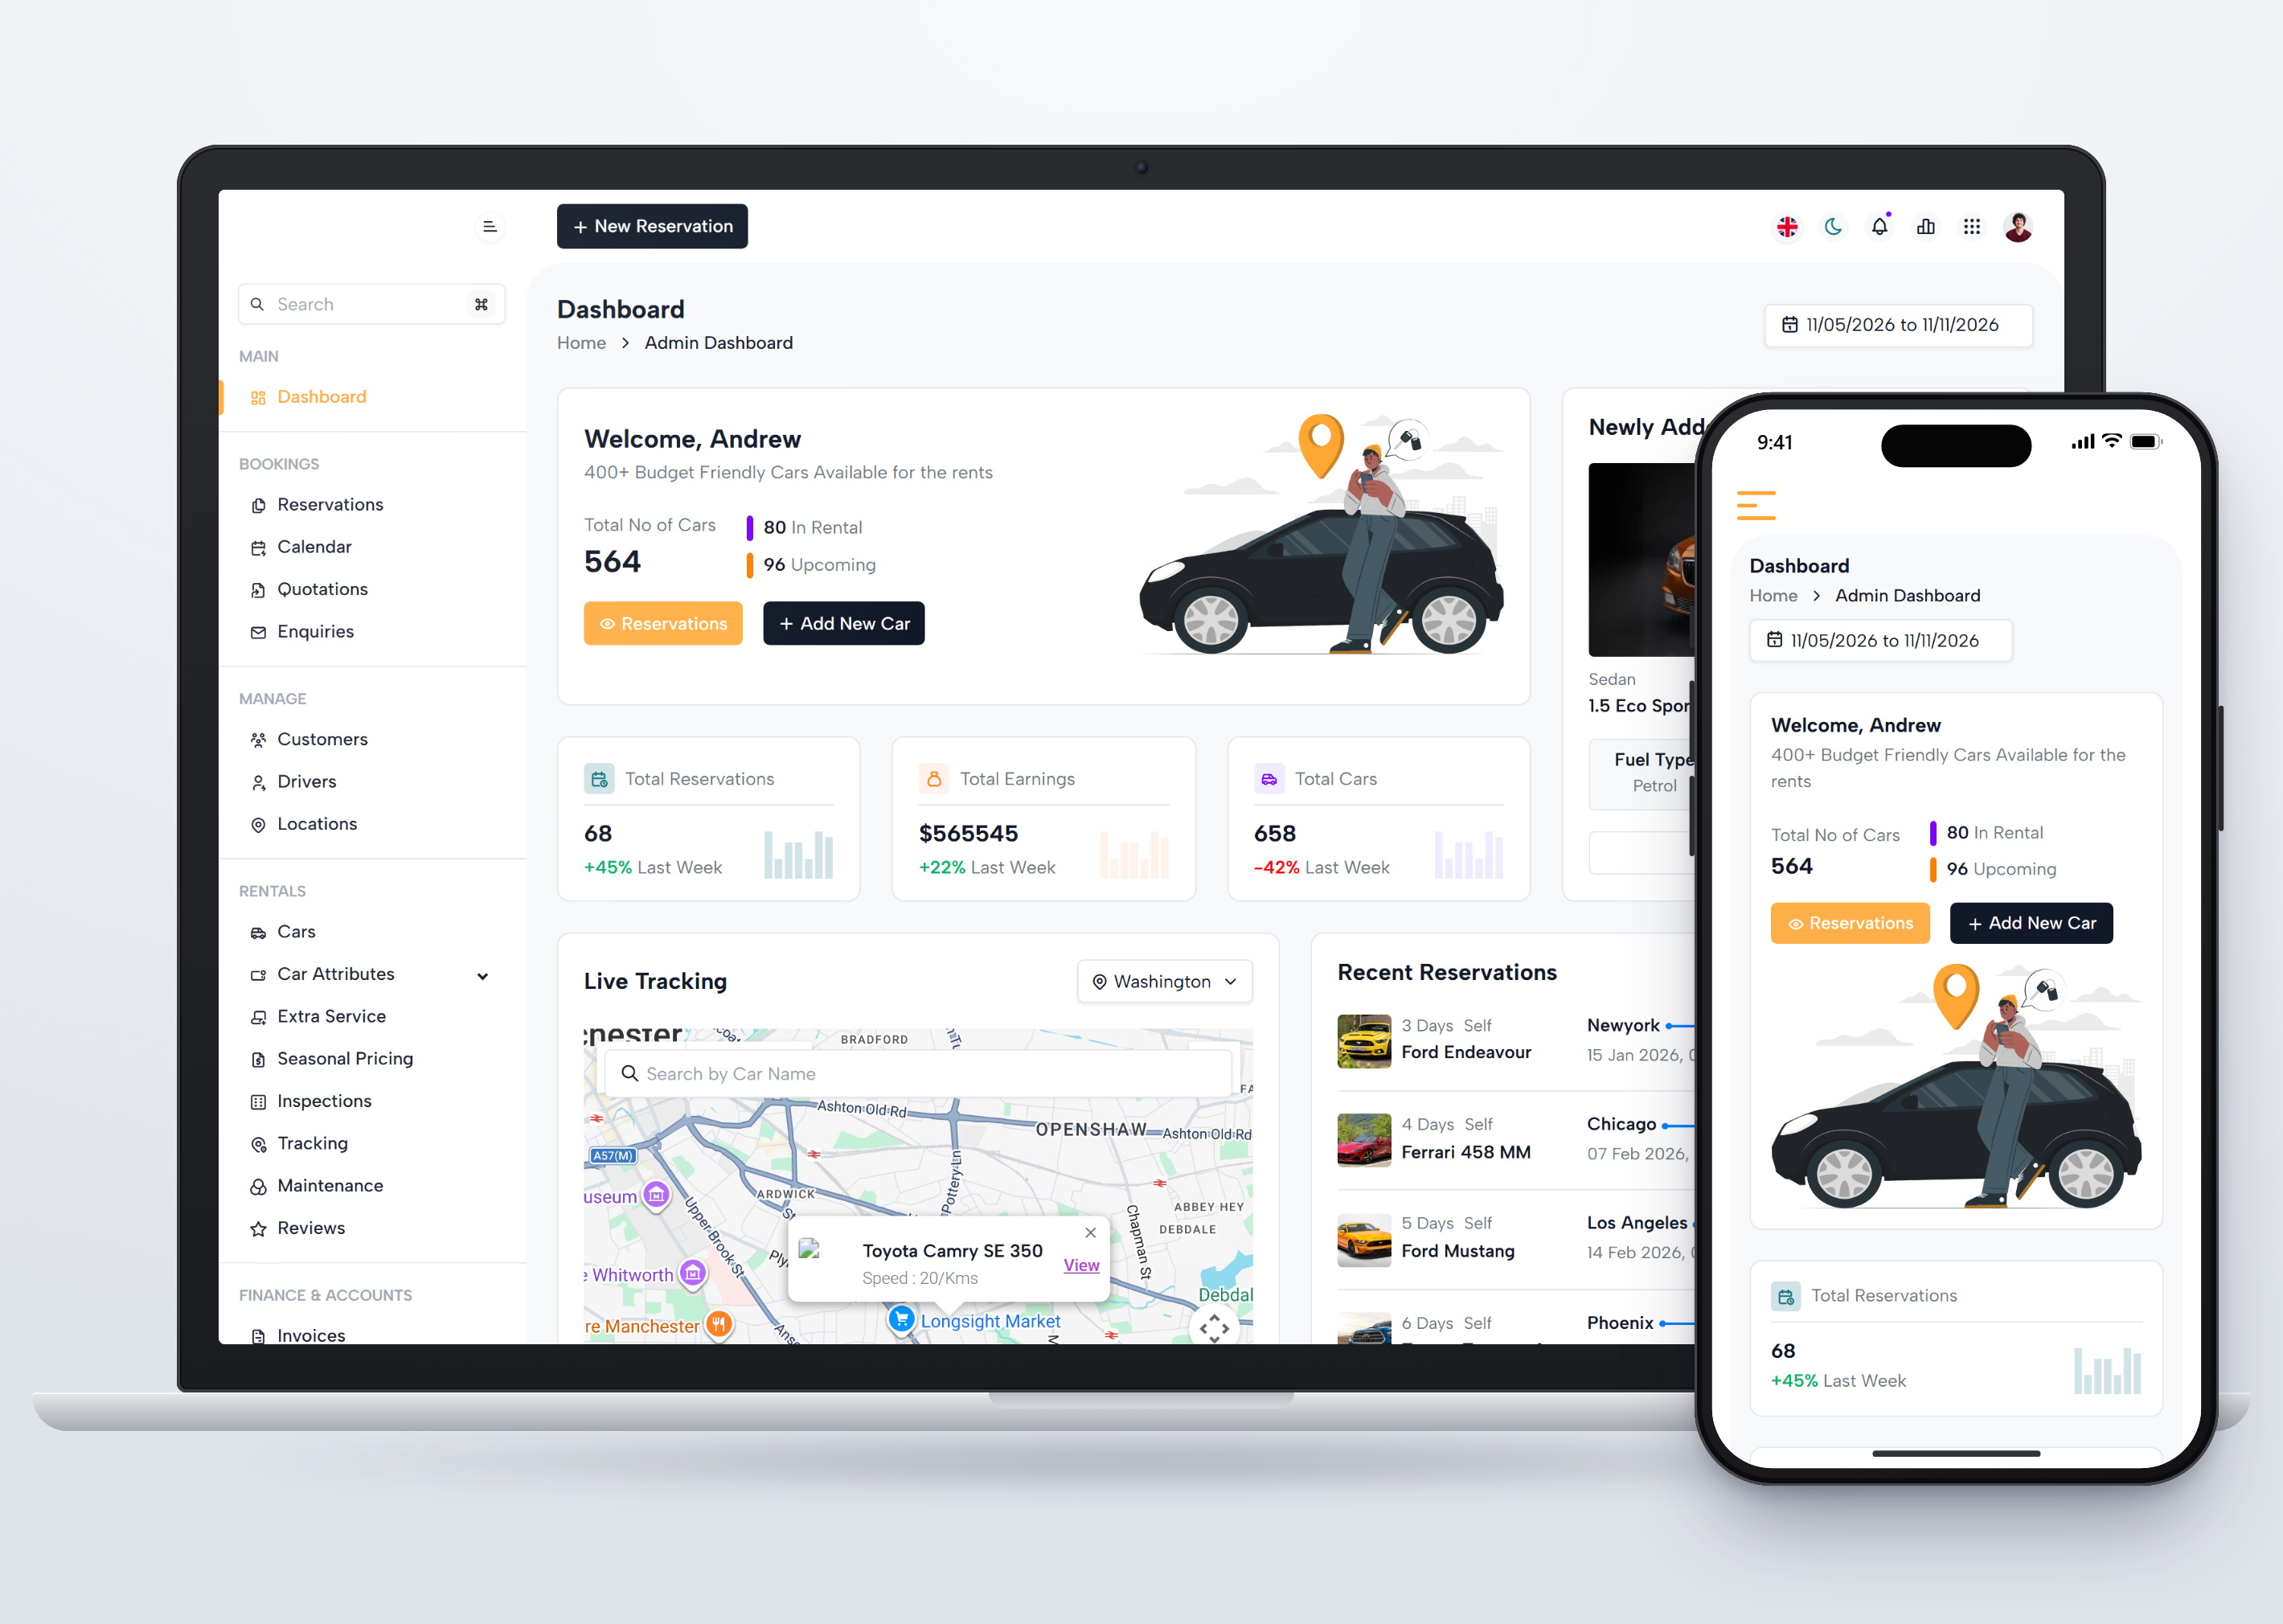 + New Reservation
Search
MAIN
Dashboard
BOOKINGS
Reservations
Calendar
Quotations
Enquiries
MANAGE
Customers
Drivers
Locations
RENTALS
Cars
Car Attributes
Extra Service
Seasonal Pricing
Inspections
Tracking
Maintenance
Reviews
FINANCE & ACCOUNTS
Invoices
Dashboard
Home > Admin Dashboard
11/05/2026 to 11/11/2026
Welcome, Andrew
400+ Budget Friendly Cars Available for the rents
Total No of Cars
564
80 In Rental
96 Upcoming
Reservations
+ Add New Car
Newly Add
Sedan
1.5 Eco Spor
Fuel Type
Petrol
Total Reservations
68
+45% Last Week
Total Earnings
$565545
+22% Last Week
Total Cars
658
-42% Last Week
Live Tracking
Washington
chester
BRADFORD
Search by Car Name
FA
Ashton Old Rd
OPENSHAW
Ashton Old Rd
A57(M)
useum
ARDWICK
Pottery Ln
ABBEY HEY
DEBDALE
Upper Brook St
Chapman St
Toyota Camry SE 350
Speed : 20/Kms
View
e Whitworth
Debdal
Longsight Market
re Manchester
Recent Reservations
3 Days Self
Ford Endeavour
Newyork
15 Jan 2026,
4 Days Self
Ferrari 458 MM
Chicago
07 Feb 2026,
5 Days Self
Ford Mustang
Los Angeles
14 Feb 2026,
6 Days Self
Phoenix
9:41
Dashboard
Home > Admin Dashboard
11/05/2026 to 11/11/2026
Welcome, Andrew
400+ Budget Friendly Cars Available for the
rents
Total No of Cars
564
80 In Rental
96 Upcoming
Reservations
+ Add New Car
Total Reservations
68
+45% Last Week